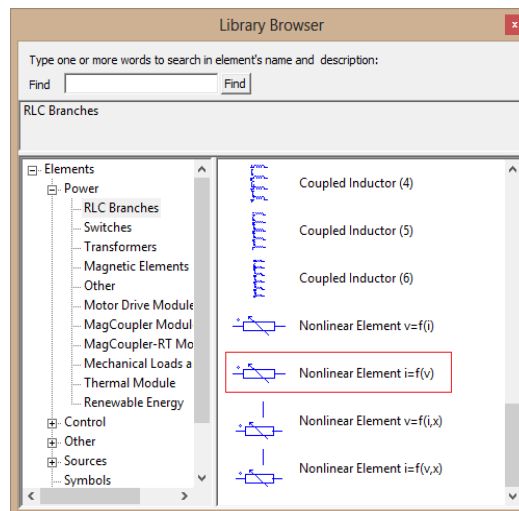 Library Browser
x
Type one or more words to search in element's name and description:
Find
Find
RLC Branches
Elements
Power
RLC Branches
Switches
Transformers
Magnetic Elements
Other
Motor Drive Module
MagCoupler Modul
MagCoupler-RT Mo
Mechanical Loads a
Thermal Module
Renewable Energy
Control
Other
Sources
Symbols
Coupled Inductor (4)
Coupled Inductor (5)
Coupled Inductor (6)
Nonlinear Element v=f(i)
Nonlinear Element i=f(v)
Nonlinear Element v=f(i,x)
Nonlinear Element i=f(v,x)